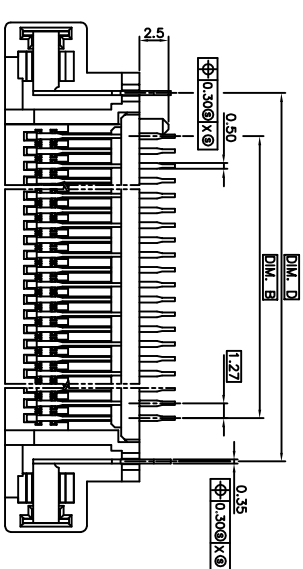 2.5
⌖ 0.30Ⓢ X Ⓢ
0.50
DIM. D
DIM. B
1.27
0.35
⌖ 0.30Ⓢ X Ⓢ